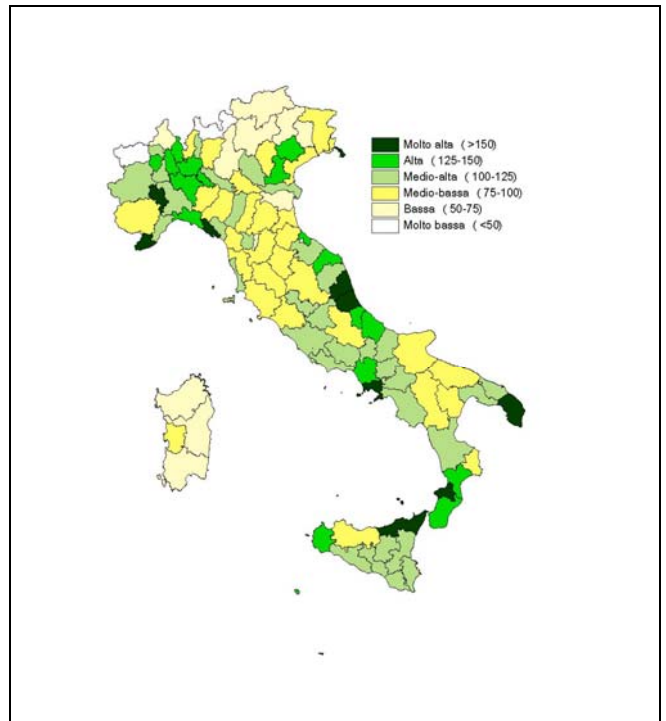 Molto alta (>150)
Alta (125-150)
Medio-alta (100-125)
Medio-bassa (75-100)
Bassa (50-75)
Molto bassa (<50)